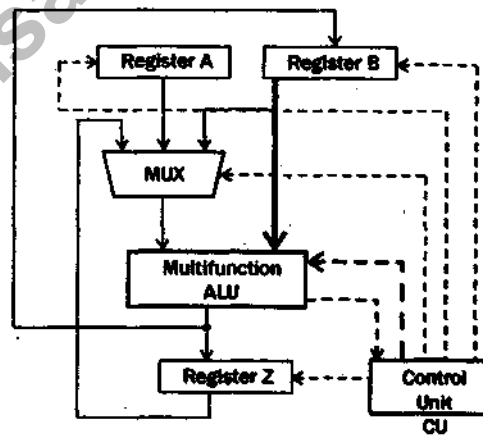 Register A
Register B
MUX
Multifunction
ALU
Register Z
Control
Unit
CU